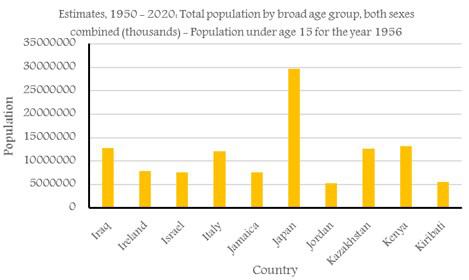 Estimates, 1950 - 2020: Total population by broad age group, both sexes
combined (thousands) - Population under age 15 for the year 1956
35000000
30000000
25000000
20000000
15000000
10000000
5000000
0
Population
Iraq
Ireland
Israel
Italy
Jamaica
Japan
Jordan
Kazakhstan
Kenya
Kiribati
Country